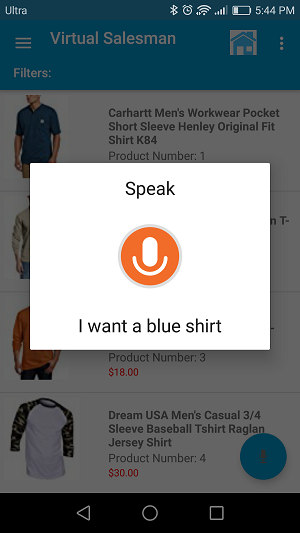 Ultra 5:44 PM
Virtual Salesman
Filters:
Carhartt Men's Workwear Pocket
Short Sleeve Henley Original Fit
Shirt K84
Product Number: 1
Speak
n T-
I want a blue shirt
Product Number: 3
$18.00
Dream USA Men's Casual 3/4
Sleeve Baseball Tshirt Raglan
Jersey Shirt
Product Number: 4
$30.00